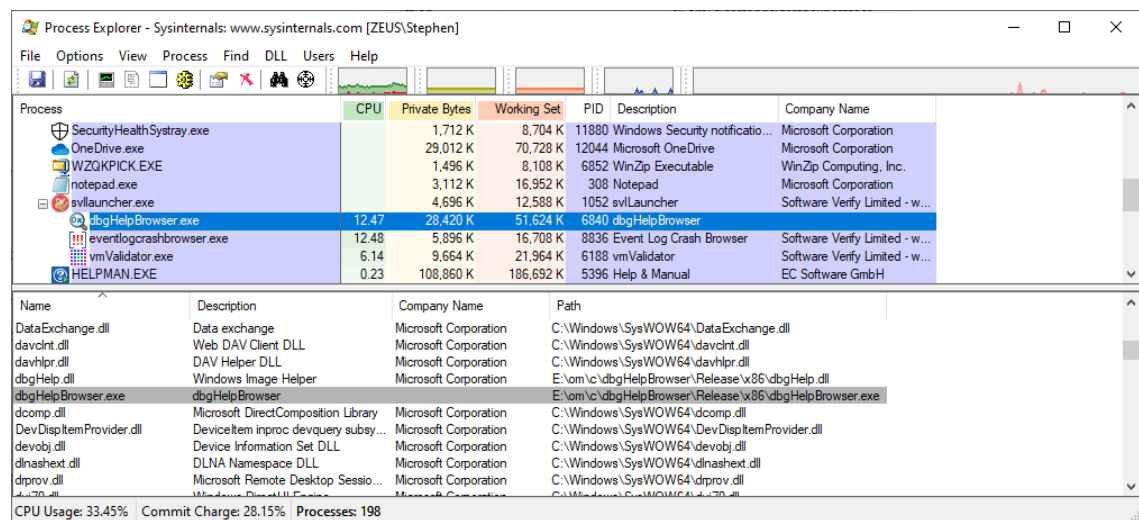 Process Explorer - Sysinternals: www.sysinternals.com [ZEUS\Stephen]
File Options View Process Find DLL Users Help
Process CPU Private Bytes Working Set PID Description Company Name
SecurityHealthSystray.exe 1,712 K 8,704 K 11880 Windows Security notificatio... Microsoft Corporation
OneDrive.exe 29,012 K 70,728 K 12044 Microsoft OneDrive Microsoft Corporation
WZQKPICK.EXE 1,496 K 8,108 K 6852 WinZip Executable WinZip Computing, Inc.
notepad.exe 3,112 K 16,952 K 308 Notepad Microsoft Corporation
svlLauncher.exe 4,696 K 12,588 K 1052 svlLauncher Software Verify Limited - w...
dbgHelpBrowser.exe 12.47 28,420 K 51,624 K 6840 dbgHelpBrowser
eventlogcrashbrowser.exe 12.48 5,896 K 16,708 K 8836 Event Log Crash Browser Software Verify Limited - w...
vmValidator.exe 6.14 9,664 K 21,964 K 6188 vmValidator Software Verify Limited - w...
HELPMAN.EXE 0.23 108,860 K 186,692 K 5396 Help & Manual EC Software GmbH
Name Description Company Name Path
DataExchange.dll Data exchange Microsoft Corporation C:\Windows\SysWOW64\DataExchange.dll
davclnt.dll Web DAV Client DLL Microsoft Corporation C:\Windows\SysWOW64\davclnt.dll
davhlpr.dll DAV Helper DLL Microsoft Corporation C:\Windows\SysWOW64\davhlpr.dll
dbgHelp.dll Windows Image Helper Microsoft Corporation E:\om\c\dbgHelpBrowser\Release\x86\dbgHelp.dll
dbgHelpBrowser.exe dbgHelpBrowser E:\om\c\dbgHelpBrowser\Release\x86\dbgHelpBrowser.exe
dcomp.dll Microsoft DirectComposition Library Microsoft Corporation C:\Windows\SysWOW64\dcomp.dll
DevDispItemProvider.dll DeviceItem inproc devquery subsy... Microsoft Corporation C:\Windows\SysWOW64\DevDispItemProvider.dll
devobj.dll Device Information Set DLL Microsoft Corporation C:\Windows\SysWOW64\devobj.dll
dlnashext.dll DLNA Namespace DLL Microsoft Corporation C:\Windows\SysWOW64\dlnashext.dll
drprov.dll Microsoft Remote Desktop Sessio... Microsoft Corporation C:\Windows\SysWOW64\drprov.dll
CPU Usage: 33.45% Commit Charge: 28.15% Processes: 198